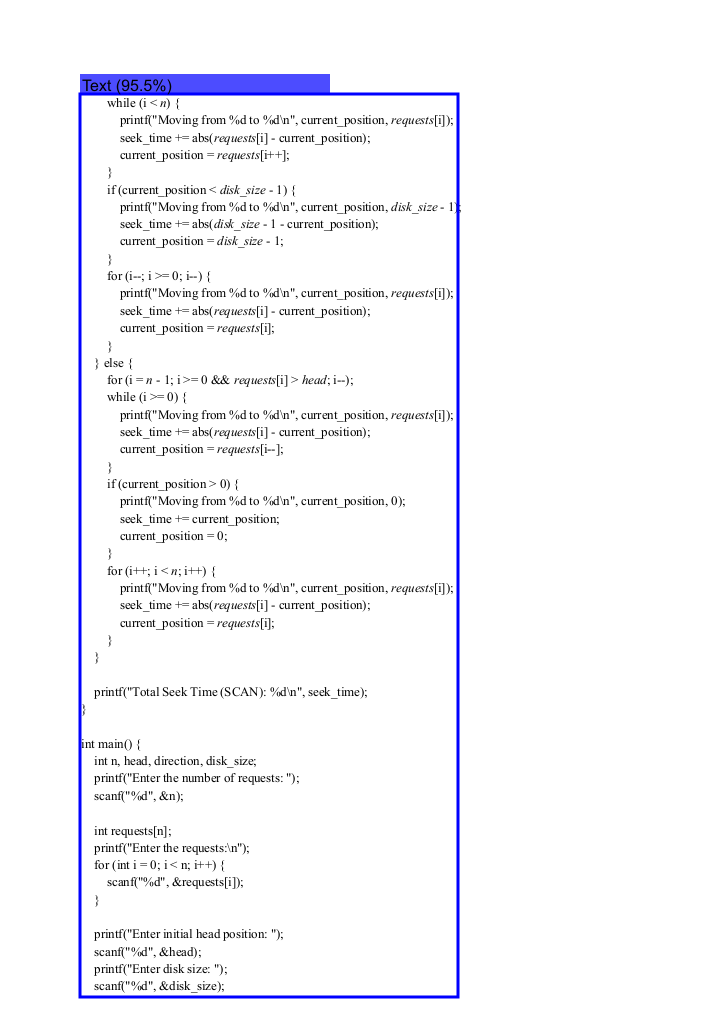 Text (95.5%)
while (i < n) {
printf("Moving from %d to %d\n", current_position, requests[i]);
seek_time += abs(requests[i] - current_position);
current_position = requests[i++];
}
if (current_position < disk_size - 1) {
printf("Moving from %d to %d\n", current_position, disk_size - 1);
seek_time += abs(disk_size - 1 - current_position);
current_position = disk_size - 1;
}
for (i--; i >= 0; i--) {
printf("Moving from %d to %d\n", current_position, requests[i]);
seek_time += abs(requests[i] - current_position);
current_position = requests[i];
}
} else {
for (i = n - 1; i >= 0 && requests[i] > head; i--);
while (i >= 0) {
printf("Moving from %d to %d\n", current_position, requests[i]);
seek_time += abs(requests[i] - current_position);
current_position = requests[i--];
}
if (current_position > 0) {
printf("Moving from %d to %d\n", current_position, 0);
seek_time += current_position;
current_position = 0;
}
for (i++; i < n; i++) {
printf("Moving from %d to %d\n", current_position, requests[i]);
seek_time += abs(requests[i] - current_position);
current_position = requests[i];
}
}
printf("Total Seek Time (SCAN): %d\n", seek_time);
}
int main() {
int n, head, direction, disk_size;
printf("Enter the number of requests: ");
scanf("%d", &n);
int requests[n];
printf("Enter the requests:\n");
for (int i = 0; i < n; i++) {
scanf("%d", &requests[i]);
}
printf("Enter initial head position: ");
scanf("%d", &head);
printf("Enter disk size: ");
scanf("%d", &disk_size);